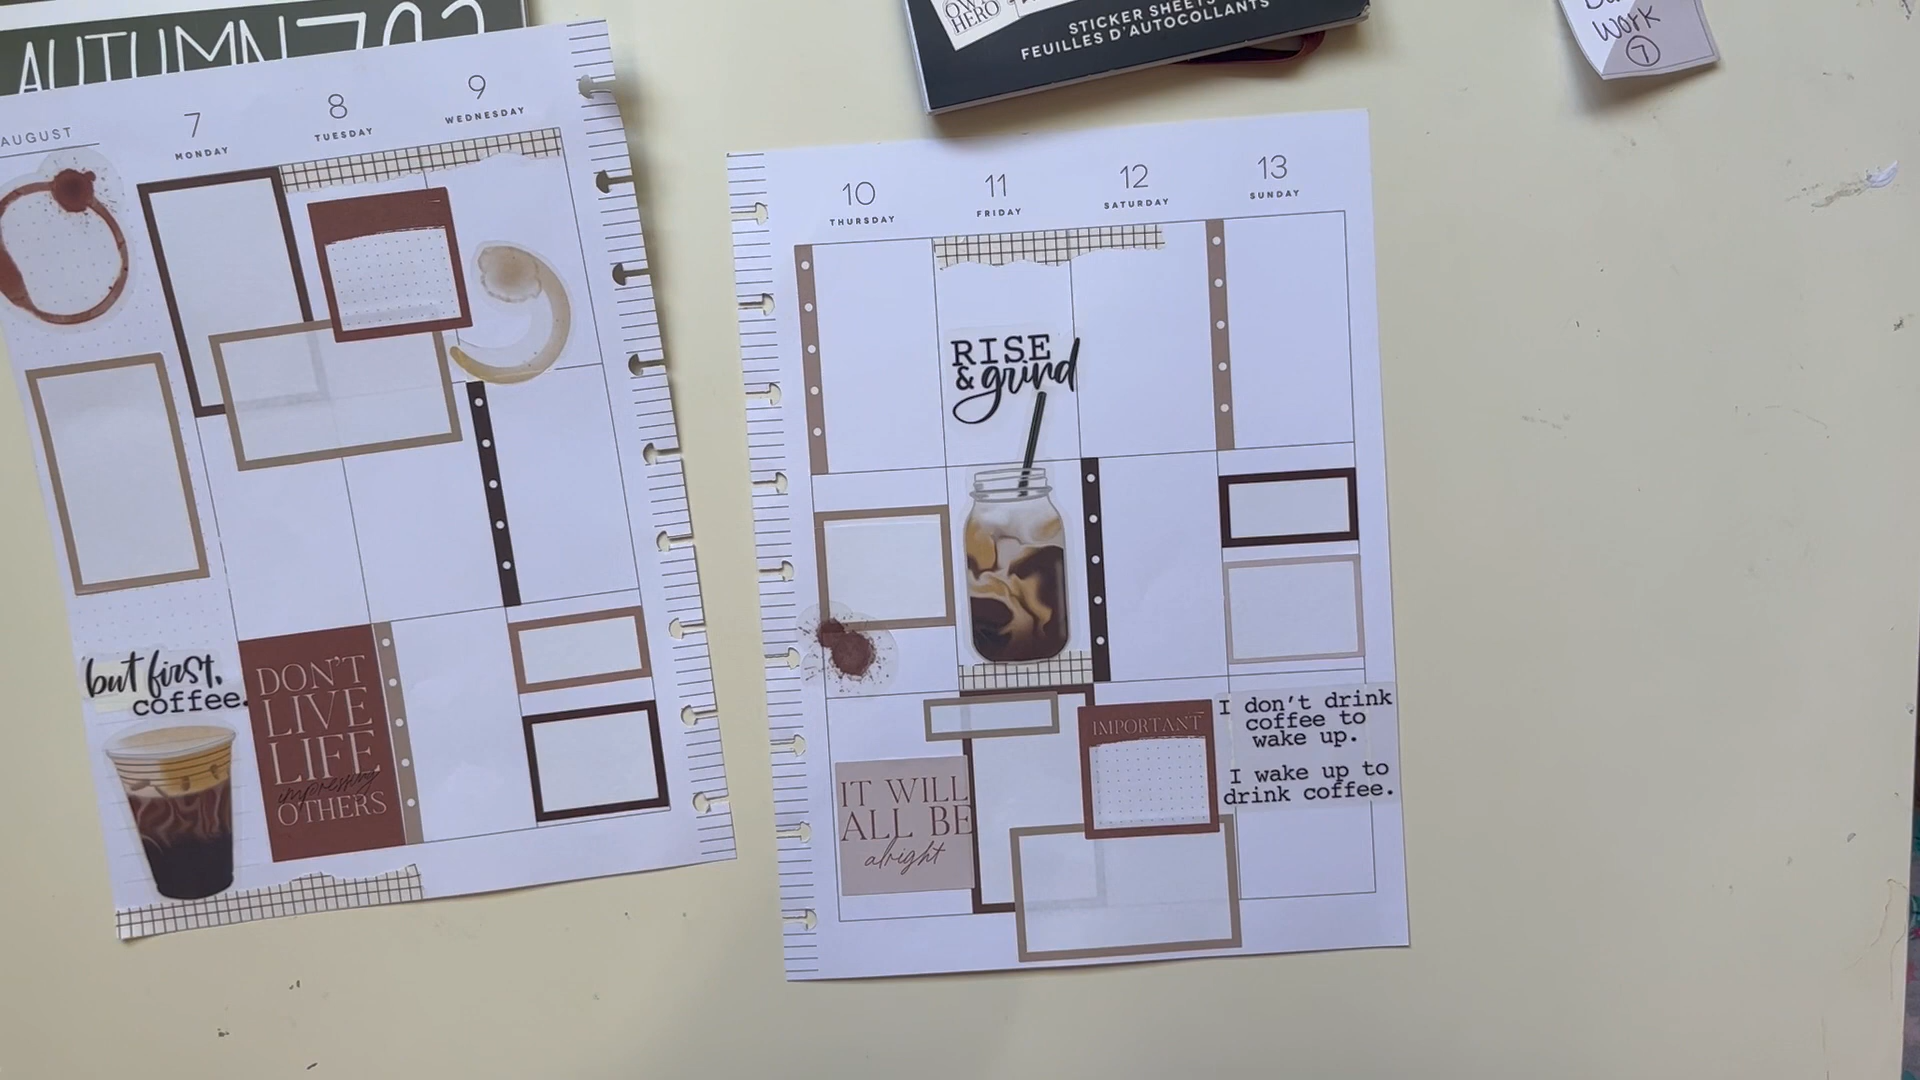 AUTUMN
HERO
STICKER SHEETS
FEUILLES D'AUTOCOLLANTS
Work
7
AUGUST
7
MONDAY
8
TUESDAY
9
WEDNESDAY
but first,
coffee.
DON'T
LIVE
LIFE
impressing
OTHERS
10
THURSDAY
11
FRIDAY
12
SATURDAY
13
SUNDAY
RISE
& grind
IT WILL
ALL BE
alright
IMPORTANT
I don't drink
coffee to
wake up.
I wake up to
drink coffee.